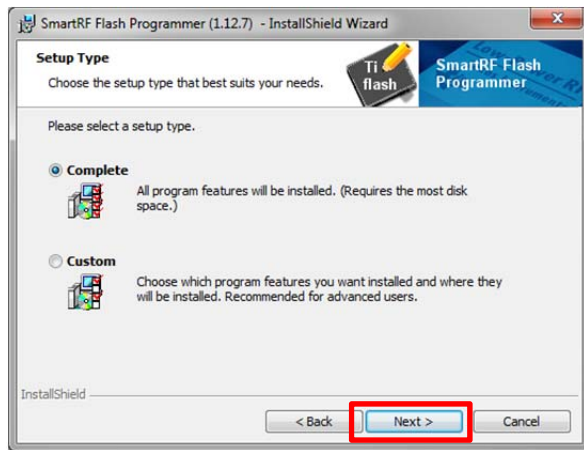 SmartRF Flash Programmer (1.12.7) - InstallShield Wizard
Setup Type
Choose the setup type that best suits your needs.
Ti
flash
SmartRF Flash
Programmer
Low Power RF
Please select a setup type.
Complete
All program features will be installed. (Requires the most disk
space.)
Custom
Choose which program features you want installed and where they
will be installed. Recommended for advanced users.
InstallShield
< Back
Next >
Cancel